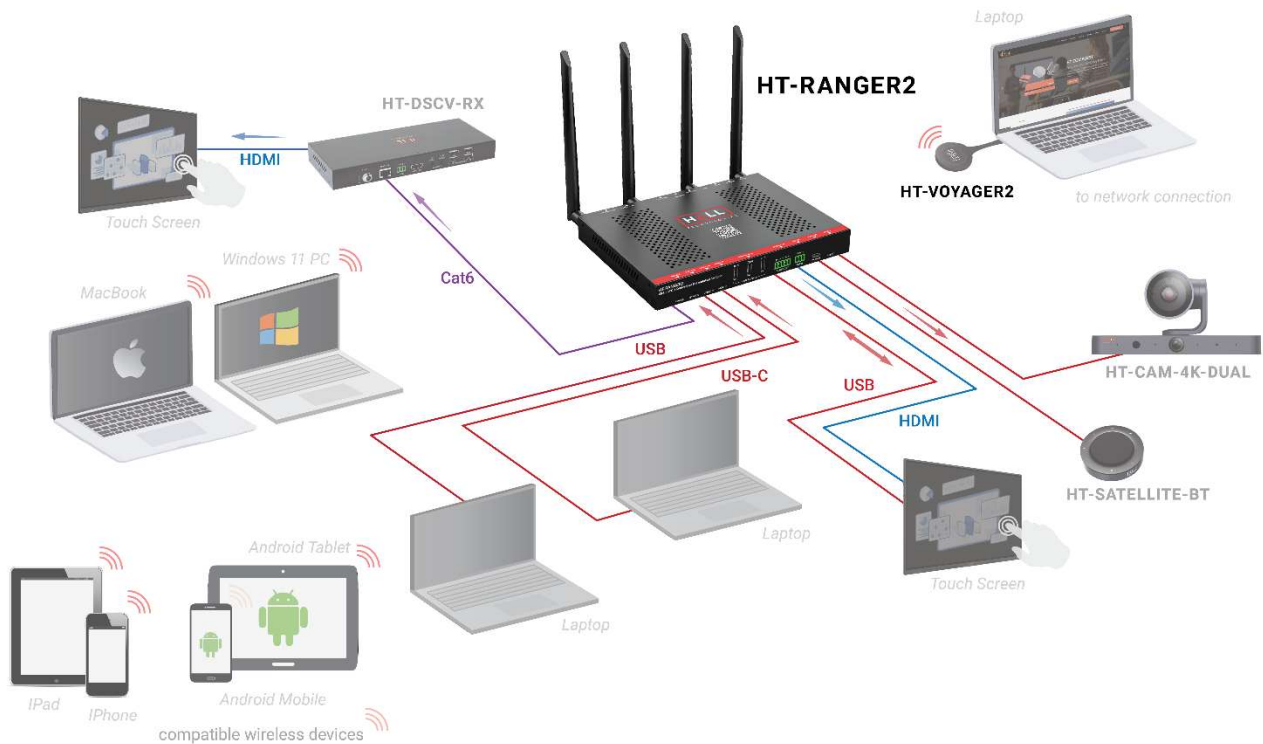 Laptop
HT-RANGER2
HT-DSCV-RX
HDMI
HT-VOYAGER2
to network connection
Touch Screen
HALL
Windows 11 PC
MacBook
Cat6
USB
USB-C
USB
HDMI
HT-CAM-4K-DUAL
HT-SATELLITE-BT
Laptop
Android Tablet
Touch Screen
Laptop
IPad
IPhone
Android Mobile
compatible wireless devices